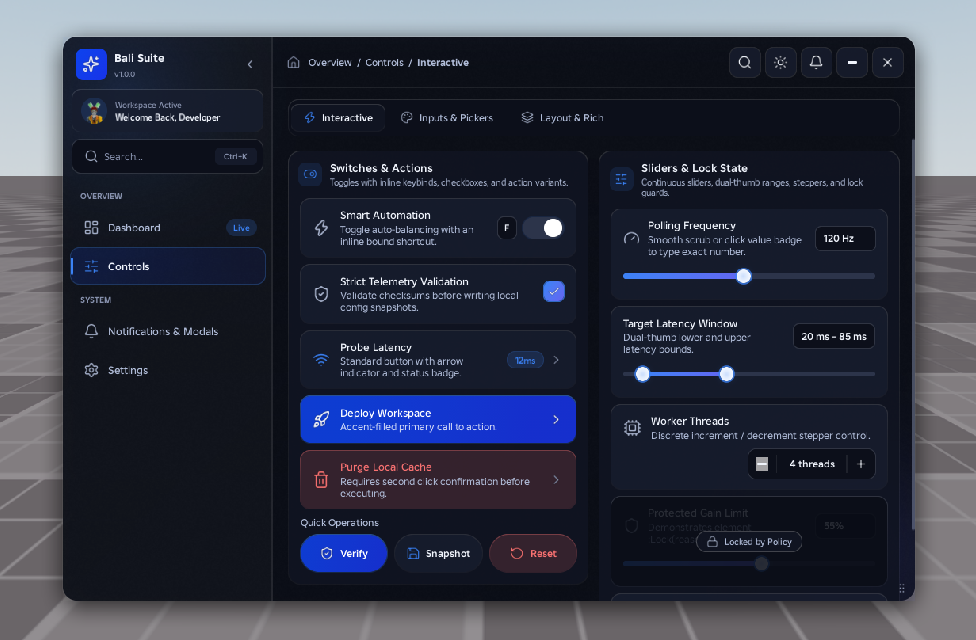 Bali Suite
v1.0.0
Workspace Active
Welcome Back, Developer
Search...
Ctrl+K
OVERVIEW
Dashboard
Live
Controls
SYSTEM
Notifications & Modals
Settings
Overview / Controls / Interactive
Interactive
Inputs & Pickers
Layout & Rich
Switches & Actions
Toggles with inline keybinds, checkboxes, and action variants.
Smart Automation
Toggle auto-balancing with an
inline bound shortcut.
F
Strict Telemetry Validation
Validate checksums before writing local
config snapshots.
Probe Latency
Standard button with arrow
indicator and status badge.
12ms
Deploy Workspace
Accent-filled primary call to action.
Purge Local Cache
Requires second click confirmation before
executing.
Quick Operations
Verify
Snapshot
Reset
Sliders & Lock State
Continuous sliders, dual-thumb ranges, steppers, and lock
guards.
Polling Frequency
Smooth scrub or click value badge
to type exact number.
120 Hz
Target Latency Window
Dual-thumb lower and upper
latency bounds.
20 ms - 85 ms
Worker Threads
Discrete increment / decrement stepper control.
4 threads
Protected Gain Limit
Demonstrates element
55%
Locked by Policy